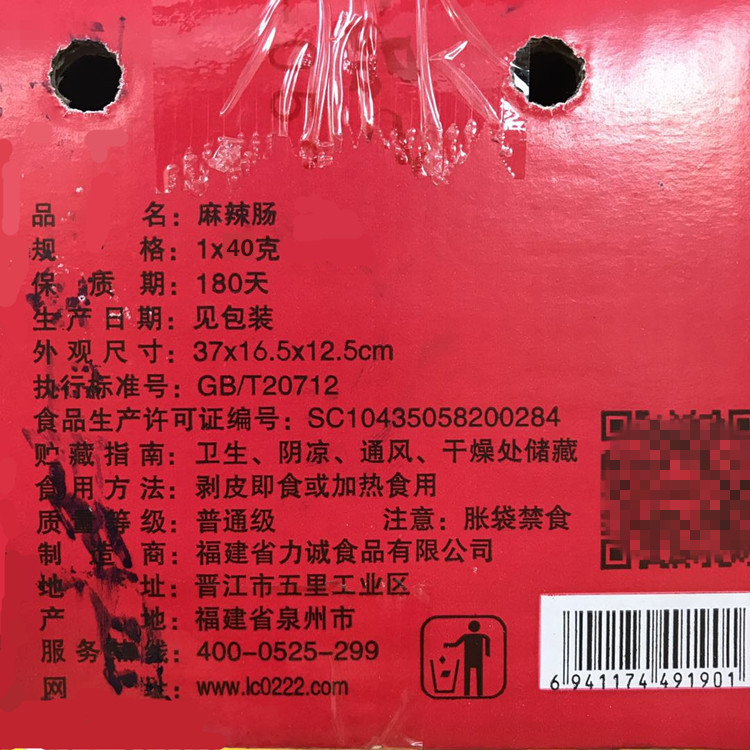 品名：麻辣肠
规格：1x40克
保质期：180天
生产日期：见包装
外观尺寸：37x16.5x12.5cm
执行标准号：GB/T20712
食品生产许可证编号：SC10435058200284
贮藏指南：卫生、阴凉、通风、干燥处储藏
食用方法：剥皮即食或加热食用
质量等级：普通级 注意：胀袋禁食
制造商：福建省力诚食品有限公司
地址：晋江市五里工业区
产地：福建省泉州市
服务热线：400-0525-299
网址：www.lc0222.com
6941174491901